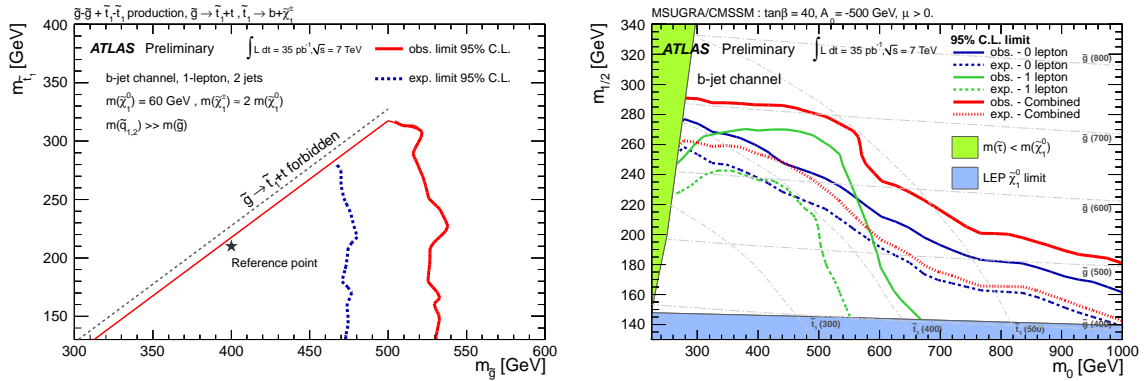 g̃-g̃ + t̃₁-t̃₁ production, g̃ → t̃₁+t, t̃₁ → b+χ̃₁±
m_t̃₁ [GeV]
400
350
300
250
200
150
ATLAS Preliminary
∫L dt = 35 pb⁻¹, √s = 7 TeV
obs. limit 95% C.L.
exp. limit 95% C.L.
b-jet channel, 1-lepton, 2 jets
m(χ̃₁⁰) = 60 GeV , m(χ̃₁±) ≈ 2 m(χ̃₁⁰)
m(q̃₁,₂) >> m(g̃)
g̃ → t̃₁+t forbidden
Reference point
300 350 400 450 500 550 600
m_g̃ [GeV]
MSUGRA/CMSSM : tanβ = 40, A₀ = -500 GeV, μ > 0.
m₁/₂ [GeV]
340
320
300
280
260
240
220
200
180
160
140
ATLAS Preliminary
∫L dt = 35 pb⁻¹, √s = 7 TeV
b-jet channel
95% C.L. limit
obs. - 0 lepton
exp. - 0 lepton
obs. - 1 lepton
exp. - 1 lepton
obs. - Combined
exp. - Combined
m(τ̃) < m(χ̃₁⁰)
LEP χ̃₁⁰ limit
g̃ (800)
g̃ (700)
g̃ (600)
g̃ (500)
g̃ (400)
t̃₁ (300)
t̃₁ (400)
t̃₁ (500)
300 400 500 600 700 800 900 1000
m₀ [GeV]